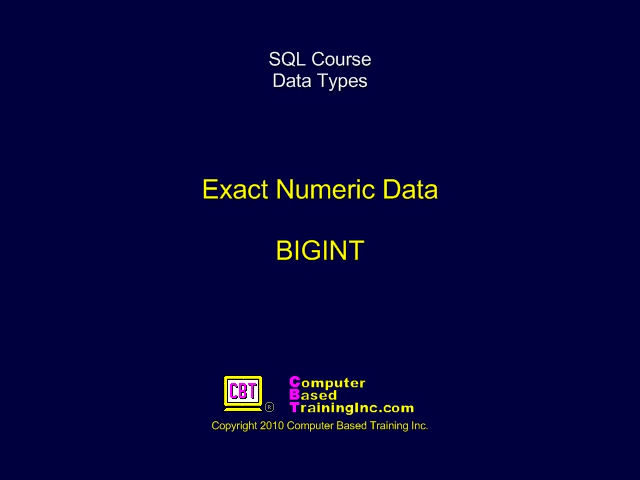 SQL Course
Data Types
Exact Numeric Data
BIGINT
CBT ®
Computer
Based
TrainingInc.com
Copyright 2010 Computer Based Training Inc.